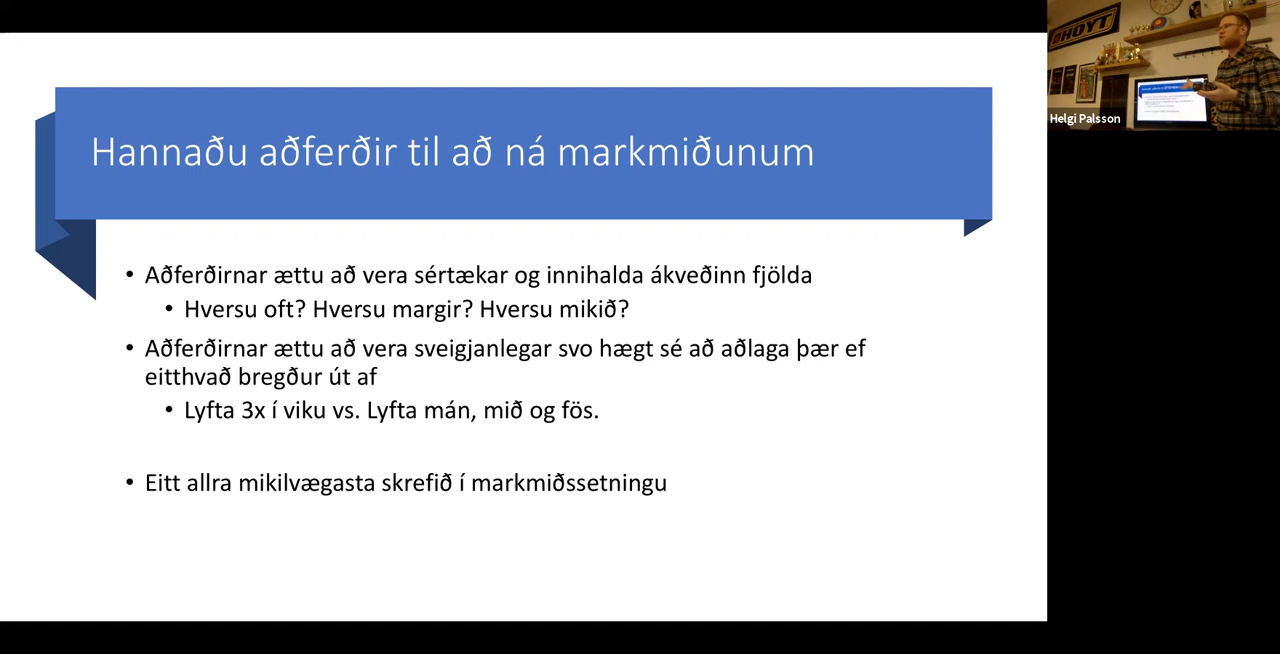 Hannaðu aðferðir til að ná markmiðunum
• Aðferðirnar ættu að vera sértækar og innihalda ákveðinn fjölda
• Hversu oft? Hversu margir? Hversu mikið?
• Aðferðirnar ættu að vera sveigjanlegar svo hægt sé að aðlaga þær ef
eitthvað bregður út af
• Lyfta 3x í viku vs. Lyfta mán, mið og fös.
• Eitt allra mikilvægasta skrefið í markmiðssetningu
HOYT
Helgi Palsson